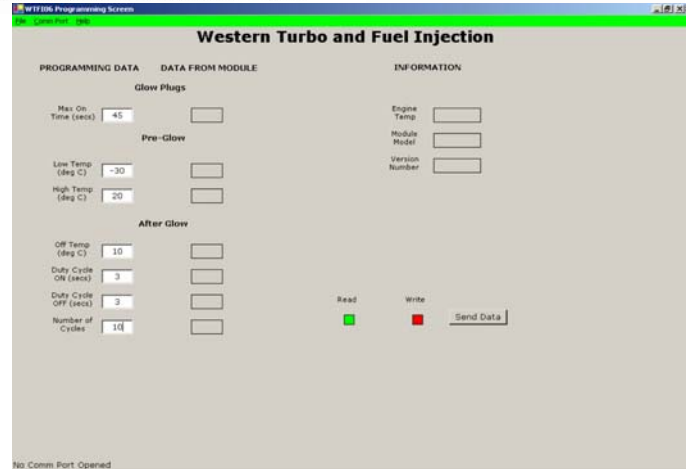 WTFI06 Programming Screen
File Comm Port Help
Western Turbo and Fuel Injection
PROGRAMMING DATA DATA FROM MODULE INFORMATION
Glow Plugs
Max On
Time (secs) 45
Engine
Temp
Pre-Glow
Module
Model
Low Temp
(deg C) -30
Version
Number
High Temp
(deg C) 20
After Glow
Off Temp
(deg C) 10
Duty Cycle
ON (secs) 3
Duty Cycle
OFF (secs) 3
Read Write
Number of
Cycles 10
Send Data
No Comm Port Opened